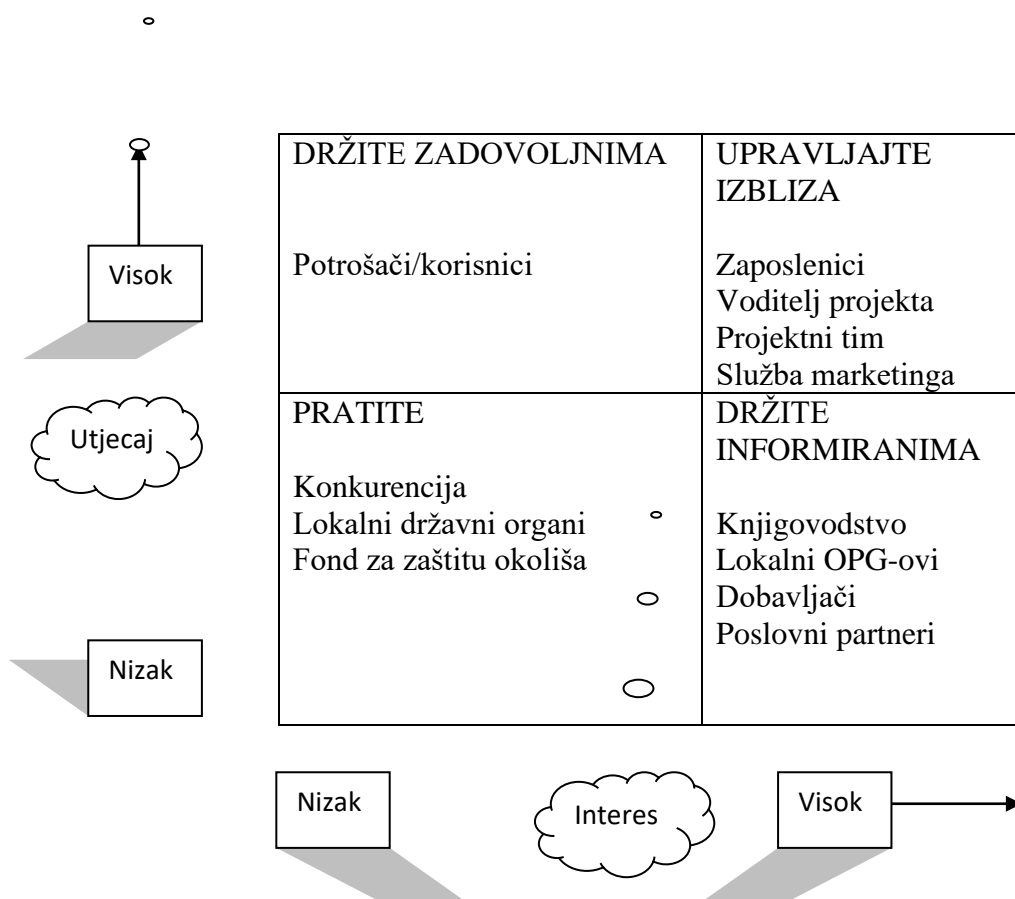 DRŽITE ZADOVOLJNIMA
Potrošači/korisnici
UPRAVLJAJTE
IZBLIZA
Zaposlenici
Voditelj projekta
Projektni tim
Služba marketinga
Visok
Utjecaj
Nizak
PRATITE
Konkurencija
Lokalni državni organi
Fond za zaštitu okoliša
DRŽITE
INFORMIRANIMA
Knjigovodstvo
Lokalni OPG-ovi
Dobavljači
Poslovni partneri
Nizak
Interes
Visok